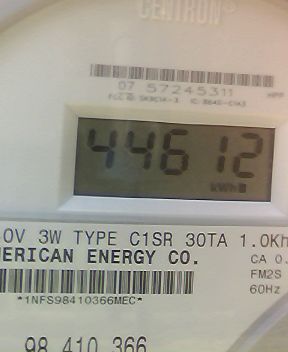 CENTRON®
07 57245311
44612
kWh
0V 3W TYPE C1SR 30TA 1.0Kh
ERICAN ENERGY CO.
CA 0.
FM2S
60Hz
*1NFS98410366MEC*
98 410 366